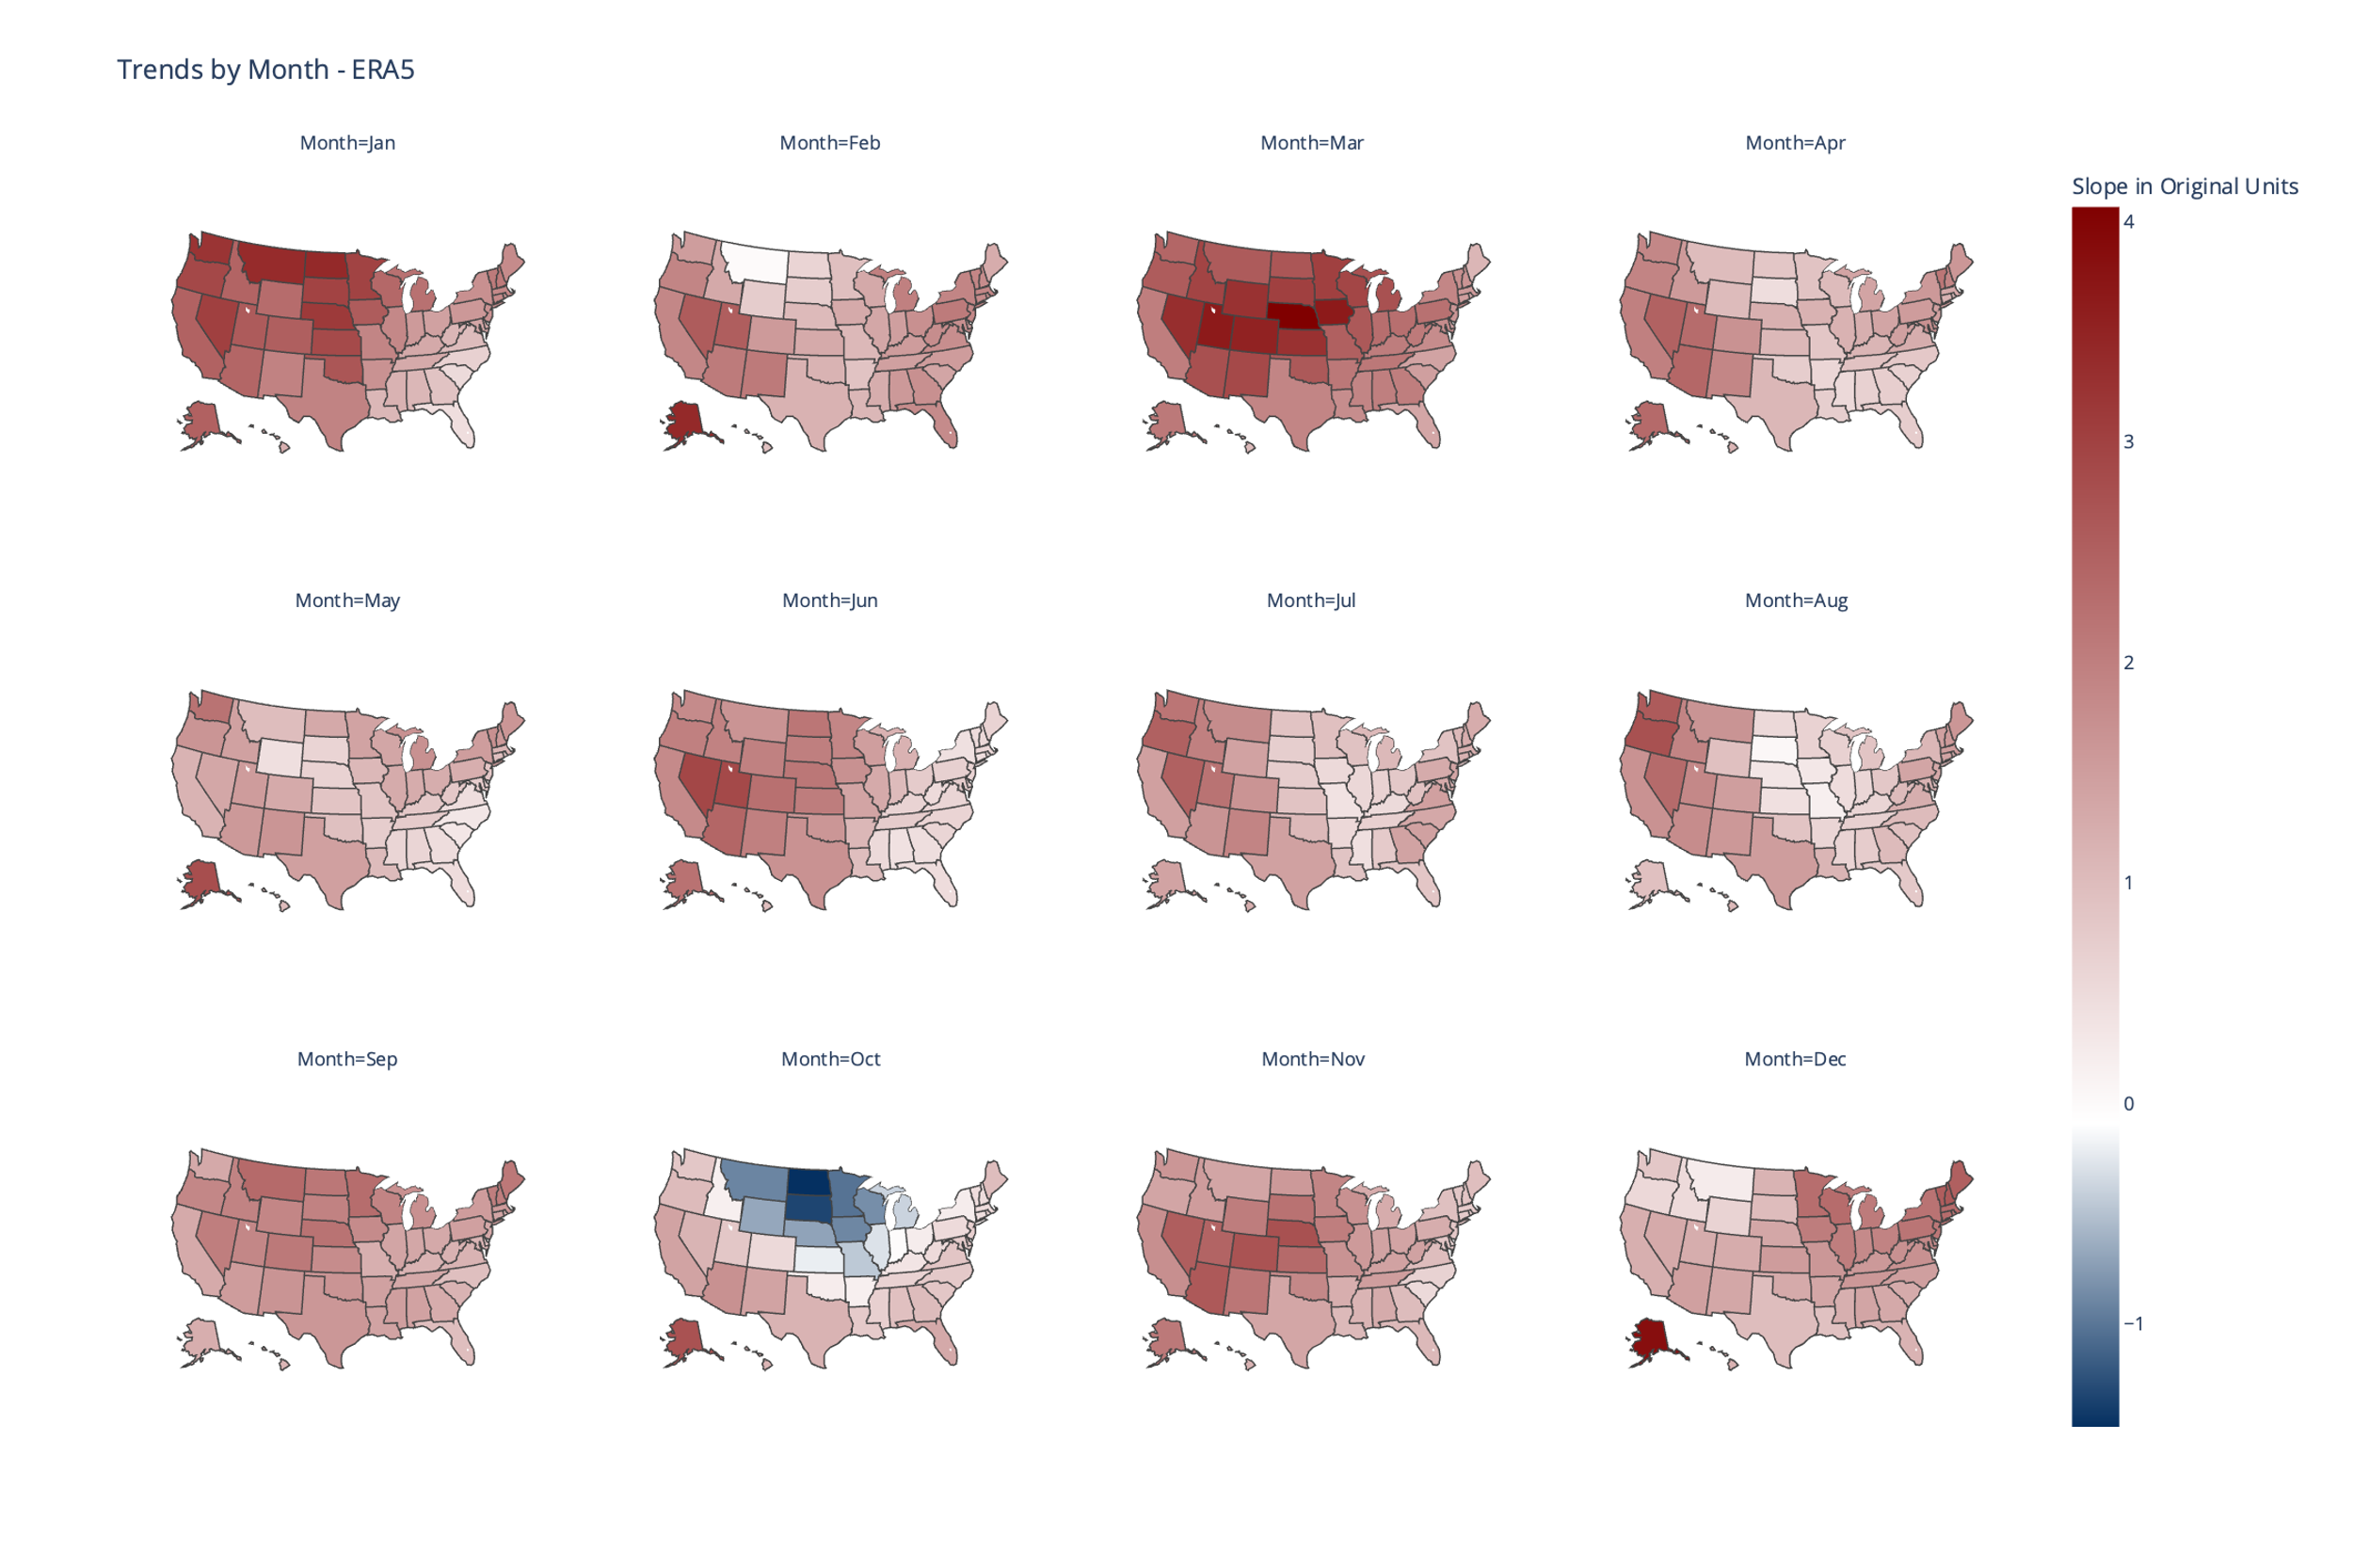 Trends by Month - ERA5
Month=Jan
Month=Feb
Month=Mar
Month=Apr
Slope in Original Units
4
3
2
1
0
−1
Month=May
Month=Jun
Month=Jul
Month=Aug
Month=Sep
Month=Oct
Month=Nov
Month=Dec